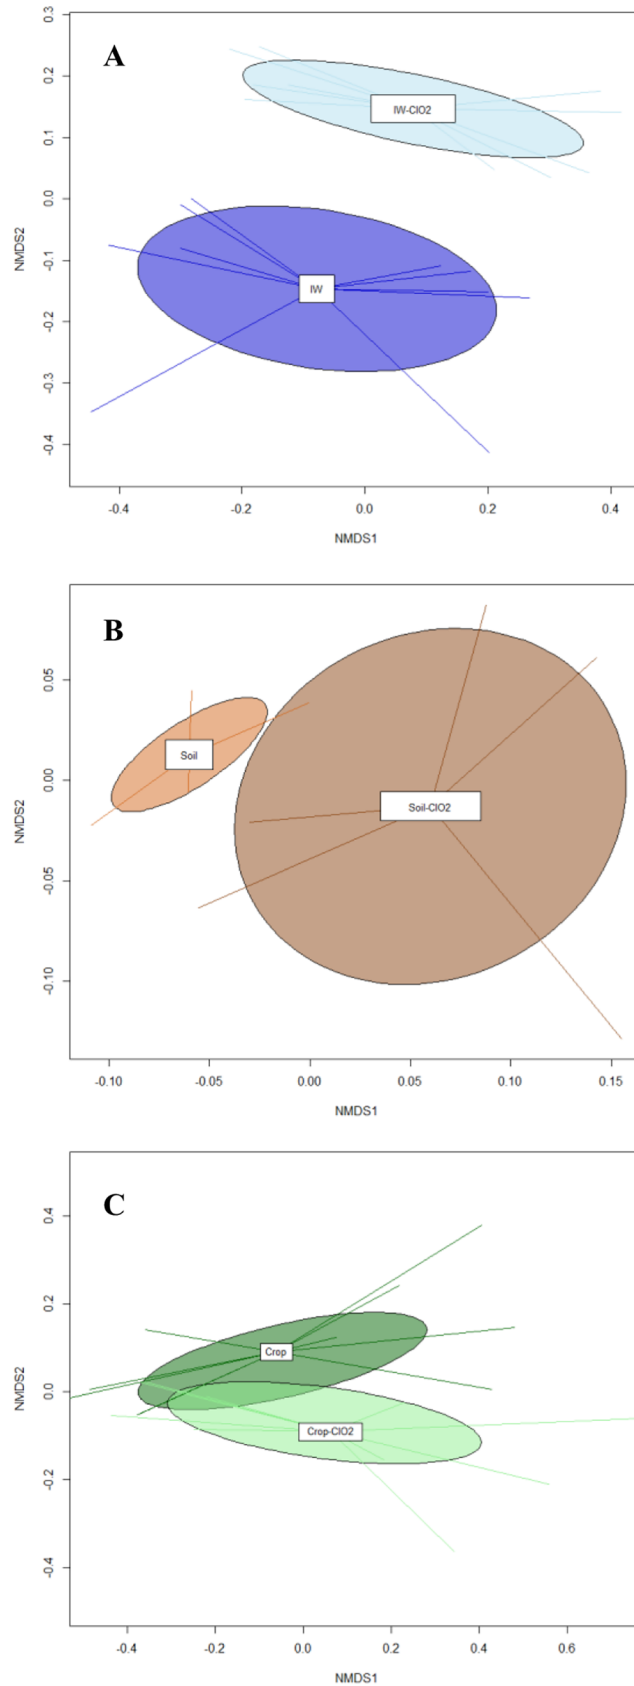 A
0.3
0.2
0.1
0.0
-0.1
-0.2
-0.3
-0.4
NMDS2
IW-ClO2
IW
-0.4 -0.2 0.0 0.2 0.4
NMDS1
B
0.05
0.00
-0.05
-0.10
NMDS2
Soil
Soil-ClO2
-0.10 -0.05 0.00 0.05 0.10 0.15
NMDS1
C
0.4
0.2
0.0
-0.2
-0.4
NMDS2
Crop
Crop-ClO2
-0.4 -0.2 0.0 0.2 0.4 0.6
NMDS1